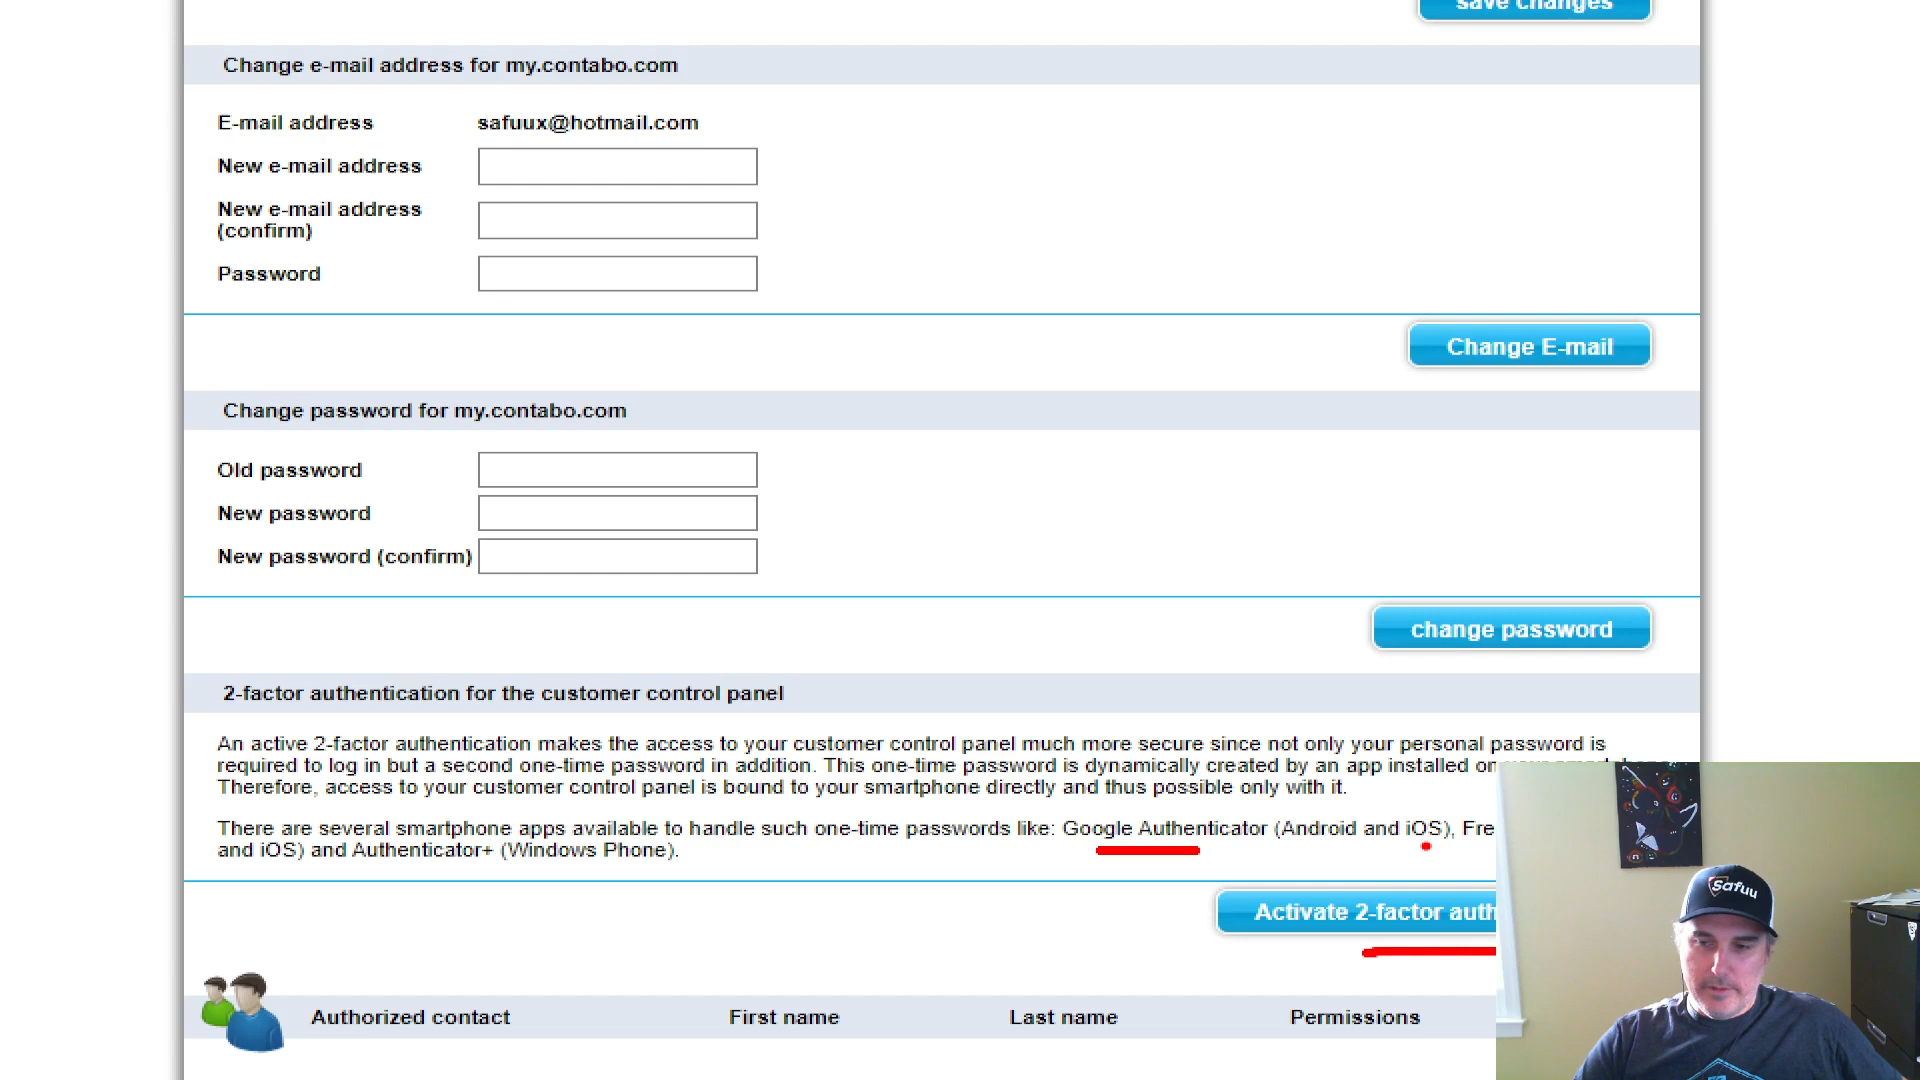 save changes
Change e-mail address for my.contabo.com
E-mail address safuux@hotmail.com
New e-mail address
New e-mail address
(confirm)
Password
Change E-mail
Change password for my.contabo.com
Old password
New password
New password (confirm)
change password
2-factor authentication for the customer control panel
An active 2-factor authentication makes the access to your customer control panel much more secure since not only your personal password is
required to log in but a second one-time password in addition. This one-time password is dynamically created by an app installed on
Therefore, access to your customer control panel is bound to your smartphone directly and thus possible only with it.
There are several smartphone apps available to handle such one-time passwords like: Google Authenticator (Android and iOS), Fre
and iOS) and Authenticator+ (Windows Phone).
Activate 2-factor auth
Authorized contact First name Last name Permissions
Safuu